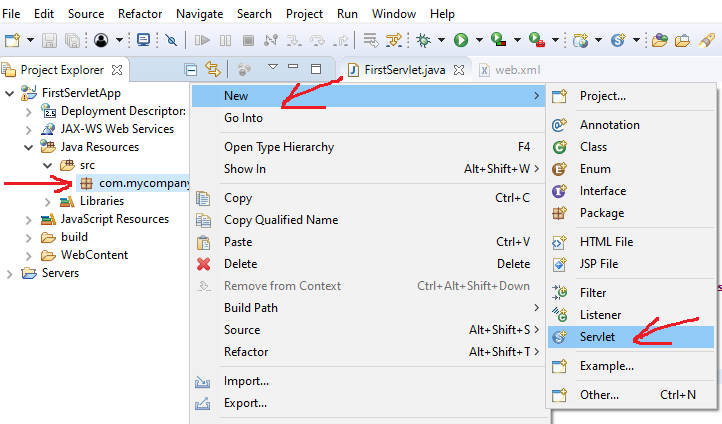 File Edit Source Refactor Navigate Search Project Run Window Help
Project Explorer
FirstServlet.java
web.xml
FirstServletApp
Deployment Descriptor:
JAX-WS Web Services
Java Resources
src
com.mycompany
Libraries
JavaScript Resources
build
WebContent
Servers
New
Go Into
Open Type Hierarchy F4
Show In Alt+Shift+W
Copy Ctrl+C
Copy Qualified Name
Paste Ctrl+V
Delete Delete
Remove from Context Ctrl+Alt+Shift+Down
Build Path
Source Alt+Shift+S
Refactor Alt+Shift+T
Import...
Export...
Project...
Annotation
Class
Enum
Interface
Package
HTML File
JSP File
Filter
Listener
Servlet
Example...
Other... Ctrl+N